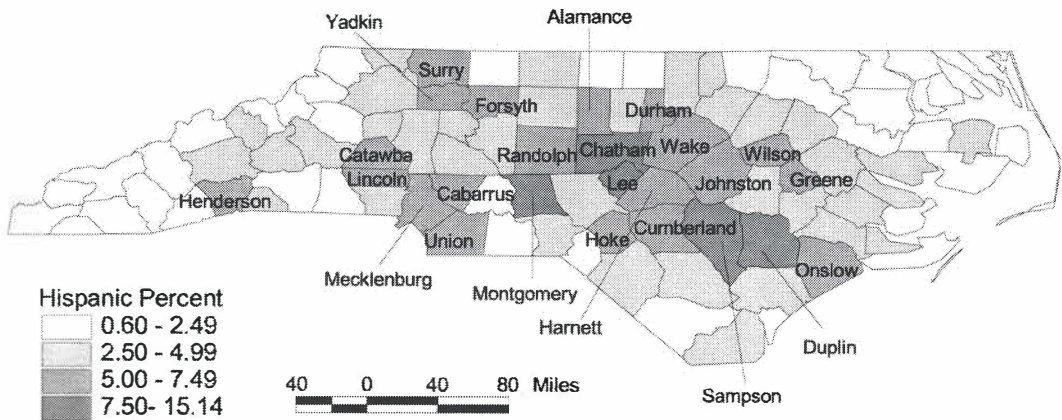 Yadkin
Alamance
Surry
Forsyth
Durham
Catawba
Randolph
Chatham
Wake
Wilson
Lincoln
Cabarrus
Lee
Johnston
Greene
Henderson
Union
Hoke
Cumberland
Onslow
Mecklenburg
Montgomery
Harnett
Duplin
Sampson
Hispanic Percent
0.60 - 2.49
2.50 - 4.99
5.00 - 7.49
7.50- 15.14
40 0 40 80 Miles